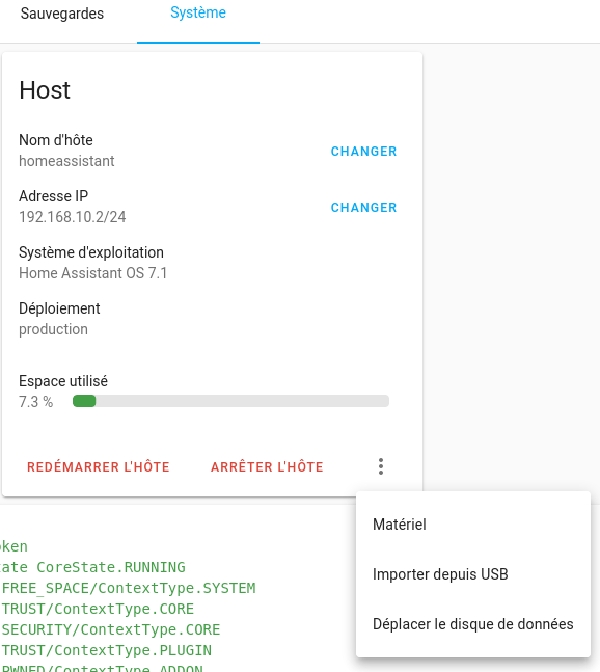 Sauvegardes Système
Host
Nom d'hôte
homeassistant
CHANGER
Adresse IP
192.168.10.2/24
CHANGER
Système d'exploitation
Home Assistant OS 7.1
Déploiement
production
Espace utilisé
7.3 %
REDÉMARRER L'HÔTE ARRÊTER L'HÔTE
Matériel
Importer depuis USB
Déplacer le disque de données
oken
ate CoreState.RUNNING
FREE_SPACE/ContextType.SYSTEM
TRUST/ContextType.CORE
SECURITY/ContextType.CORE
TRUST/ContextType.PLUGIN
PWNED/ContextType.ADDON